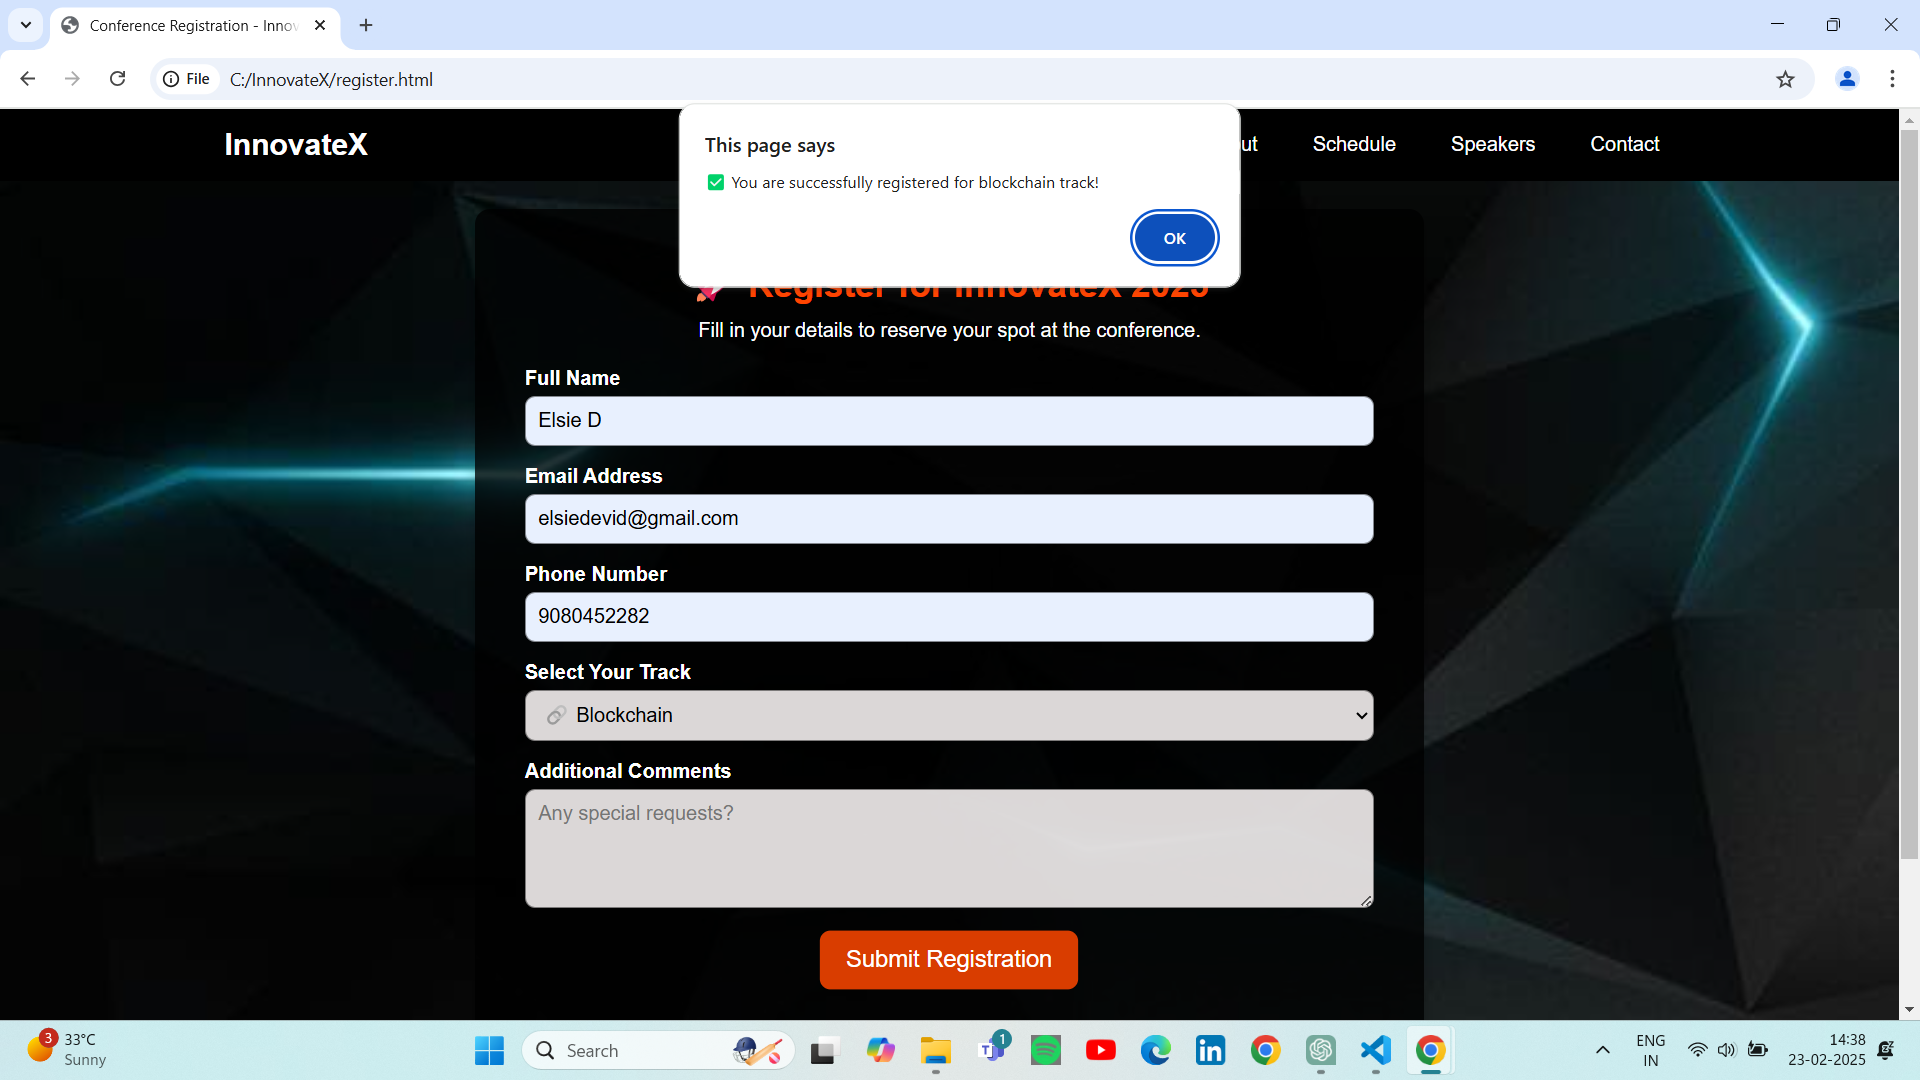 Conference Registration - Innov
File
C:/InnovateX/register.html
InnovateX
ut
Schedule
Speakers
Contact
This page says
✅ You are successfully registered for blockchain track!
OK
Register for InnovateX 2025
Fill in your details to reserve your spot at the conference.
Full Name
Elsie D
Email Address
elsiedevid@gmail.com
Phone Number
9080452282
Select Your Track
🔗 Blockchain
Additional Comments
Any special requests?
Submit Registration
3
33°C
Sunny
Search
1
ENG
IN
14:38
23-02-2025